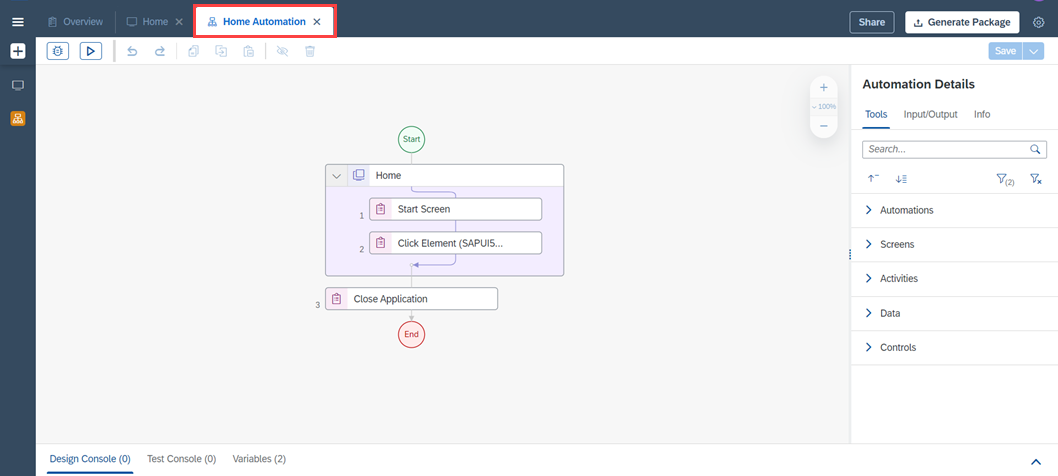 Overview
Home
Home Automation
Share
Generate Package
Save
100%
Automation Details
Tools
Input/Output
Info
Search...
(2)
Automations
Screens
Activities
Data
Controls
Start
Home
1
Start Screen
2
Click Element (SAPUI5...
3
Close Application
End
Design Console (0)
Test Console (0)
Variables (2)